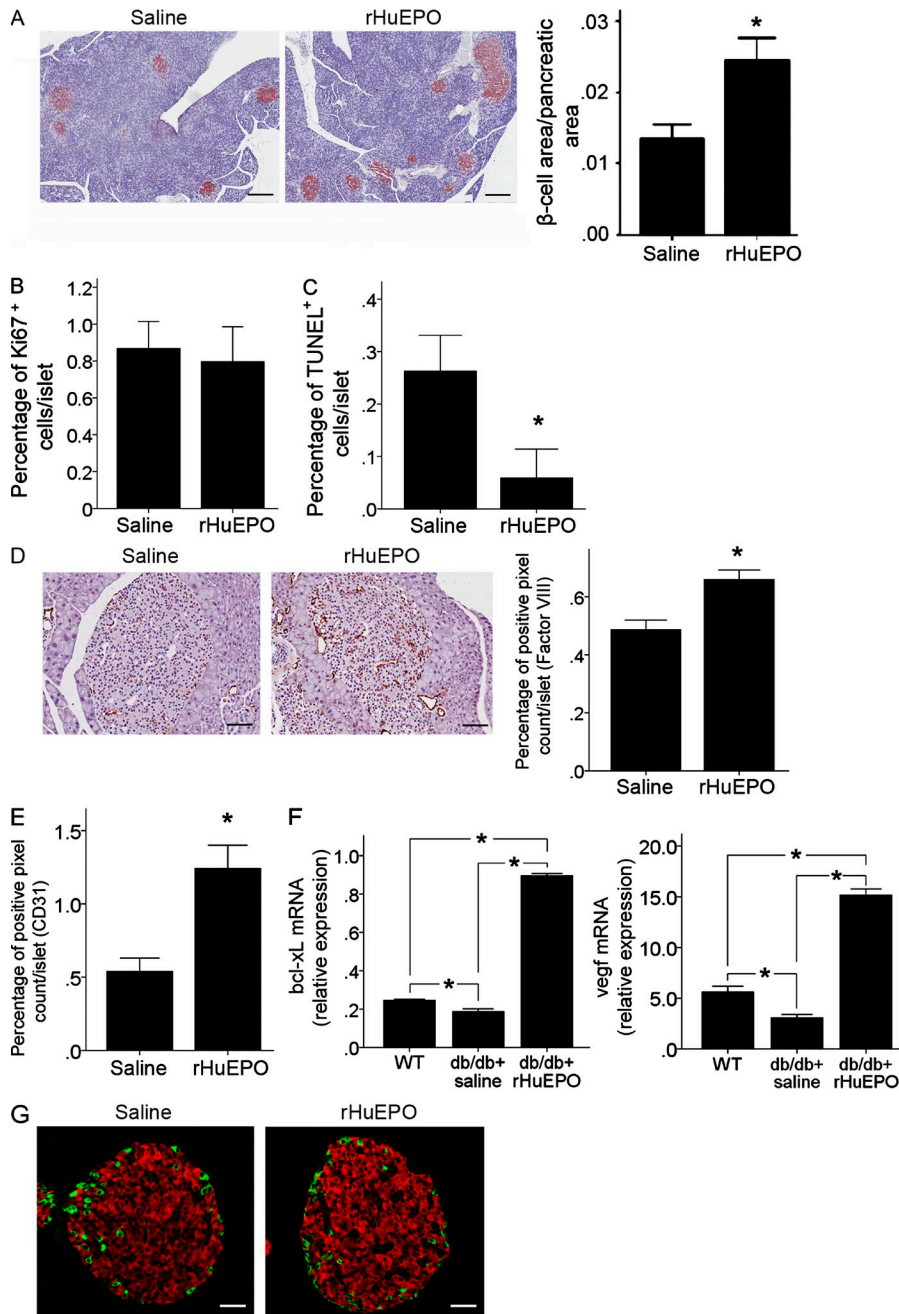 A
Saline
rHuEPO
β-cell area/pancreatic
area
.03
.02
.01
.00
*
Saline
rHuEPO
B
Percentage of Ki67+
cells/islet
1.2
1.0
0.8
0.6
0.4
0.2
0
Saline
rHuEPO
C
Percentage of TUNEL+
cells/islet
.4
.3
.2
.1
.0
*
Saline
rHuEPO
D
Saline
rHuEPO
Percentage of positive pixel
count/islet (Factor VIII)
.6
.4
.2
.0
*
Saline
rHuEPO
E
Percentage of positive pixel
count/islet (CD31)
1.5
1.0
.5
.0
*
Saline
rHuEPO
F
bcl-xL mRNA
(relative expression)
1.0
.8
.6
.4
.2
.0
*
*
*
WT
db/db+
saline
db/db+
rHuEPO
vegf mRNA
(relative expression)
20.0
15.0
10.0
5.0
.0
*
*
*
WT
db/db+
saline
db/db+
rHuEPO
G
Saline
rHuEPO